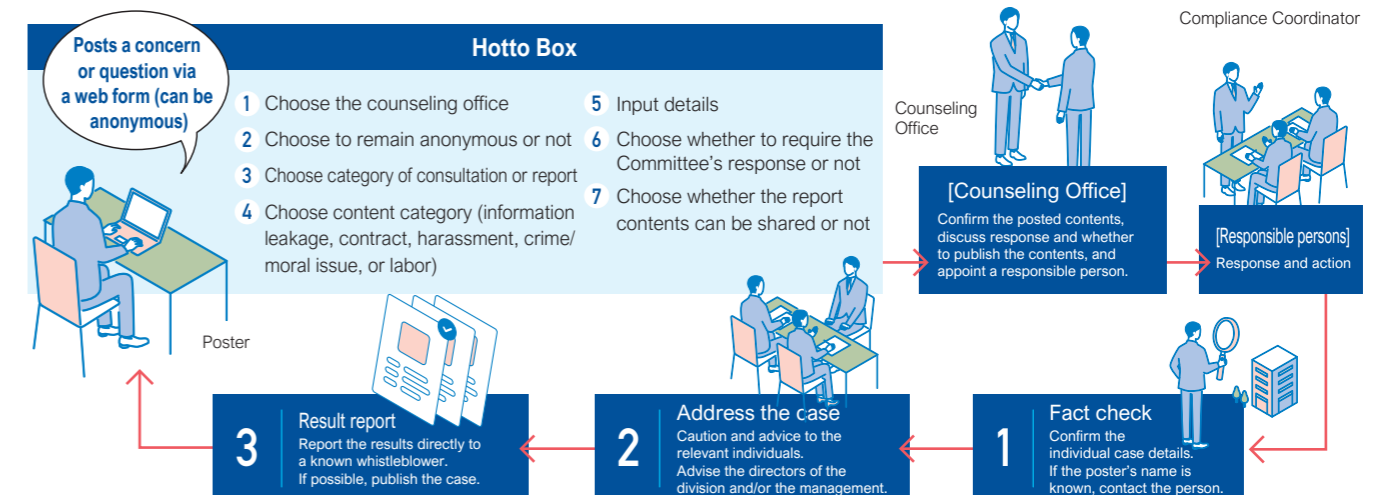 Posts a concern
or question via
a web form (can be
anonymous)
Hotto Box
1 Choose the counseling office
2 Choose to remain anonymous or not
3 Choose category of consultation or report
4 Choose content category (information
leakage, contract, harassment, crime/
moral issue, or labor)
5 Input details
6 Choose whether to require the
Committee's response or not
7 Choose whether the report
contents can be shared or not
Poster
Counseling
Office
[Counseling Office]
Confirm the posted contents,
discuss response and whether
to publish the contents, and
appoint a responsible person.
Compliance Coordinator
[Responsible persons]
Response and action
1
Fact check
Confirm the
individual case details.
If the poster's name is
known, contact the person.
2
Address the case
Caution and advice to the
relevant individuals.
Advise the directors of the
division and/or the management.
3
Result report
Report the results directly to
a known whistleblower.
If possible, publish the case.